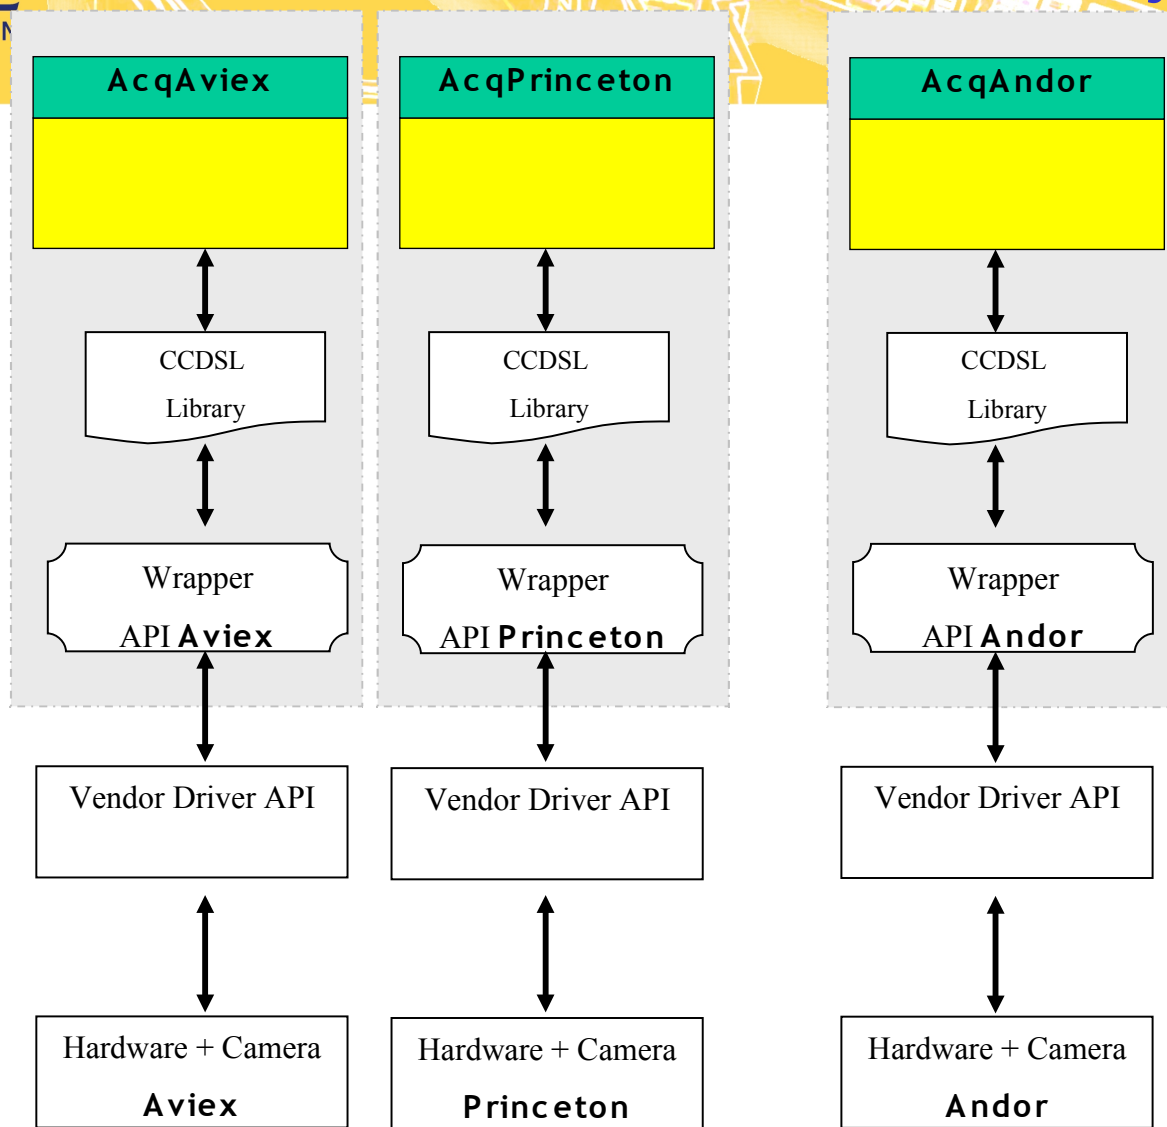 AcqAviex
AcqPrinceton
AcqAndor
CCDSL
Library
CCDSL
Library
CCDSL
Library
Wrapper
API Aviex
Wrapper
API Princeton
Wrapper
API Andor
Vendor Driver API
Vendor Driver API
Vendor Driver API
Hardware + Camera
Aviex
Hardware + Camera
Princeton
Hardware + Camera
Andor